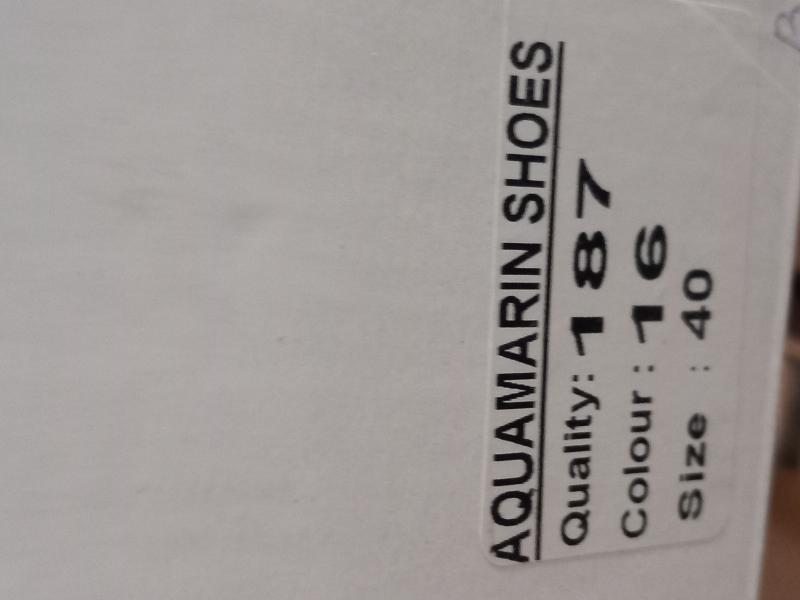 AQUAMARIN SHOES
Quality: 187
Colour : 16
Size : 40